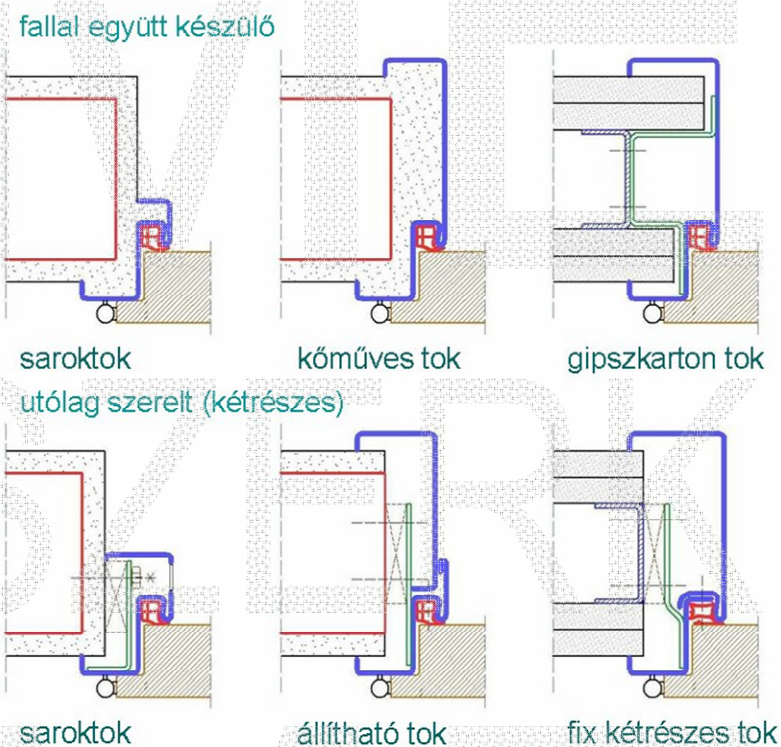 fallal együtt készülő
saroktok
kőműves tok
gipszkarton tok
utólag szerelt (kétrészes)
saroktok
állítható tok
fix kétrészes tok